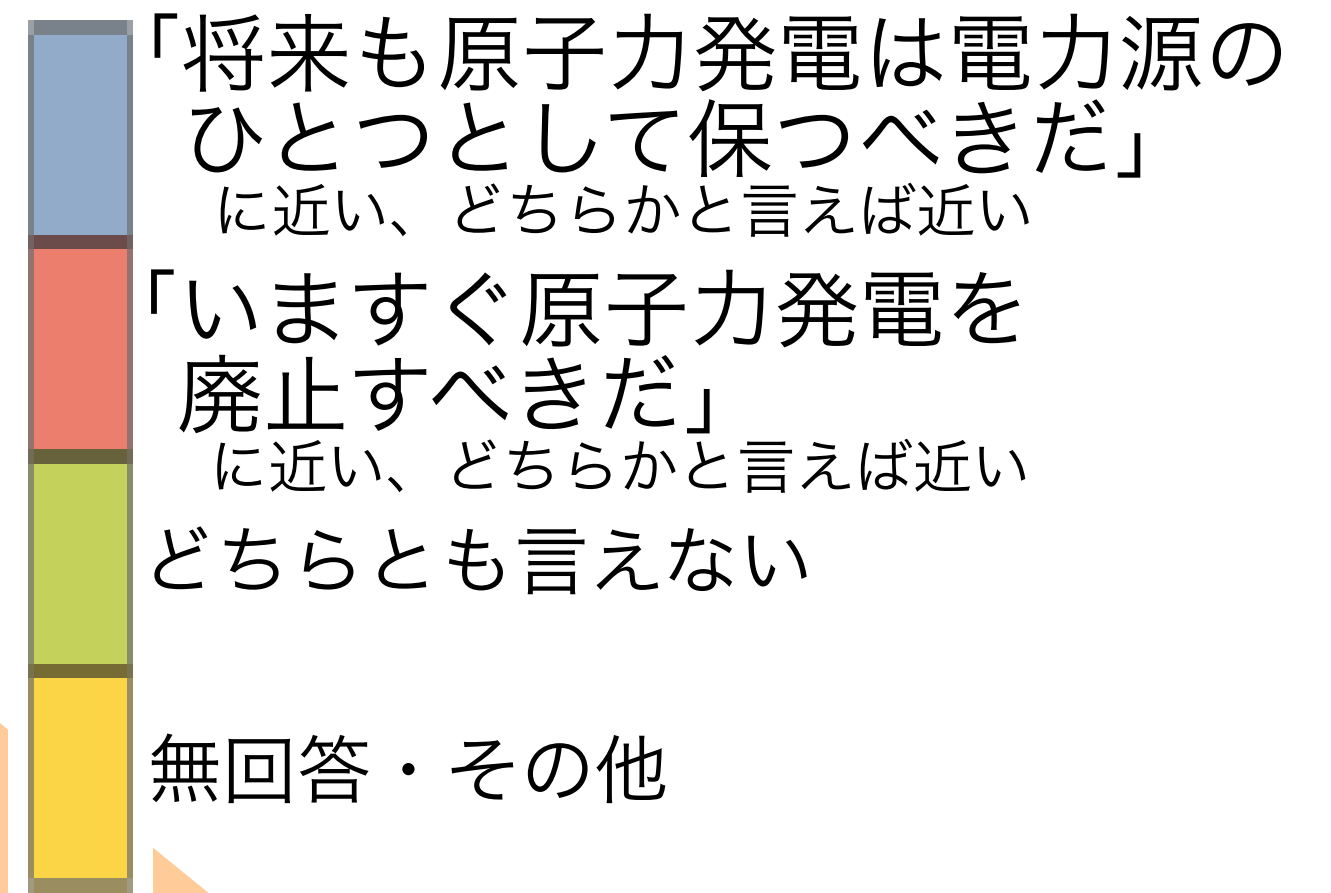 「将来も原子力発電は電力源の
ひとつとして保つべきだ」
に近い、どちらかと言えば近い
「いますぐ原子力発電を
廃止すべきだ」
に近い、どちらかと言えば近い
どちらとも言えない
無回答・その他